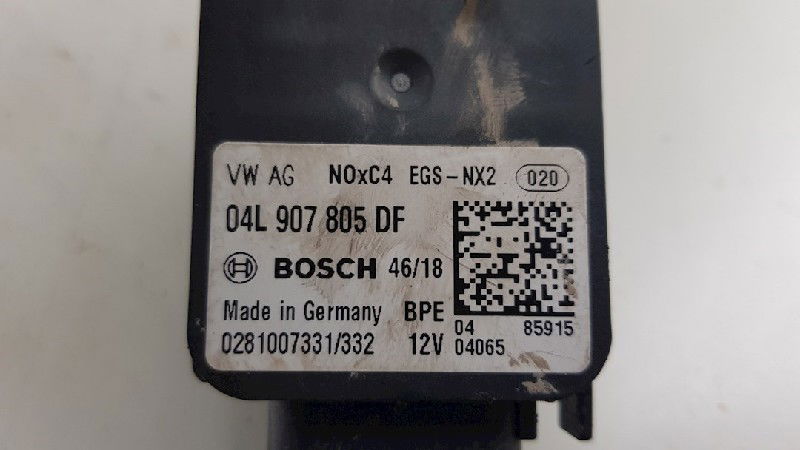 VW AG NOxC4 EGS-NX2 020
04L 907 805 DF
BOSCH 46/18
Made in Germany BPE
0281007331/332 12V
04 85915
04065